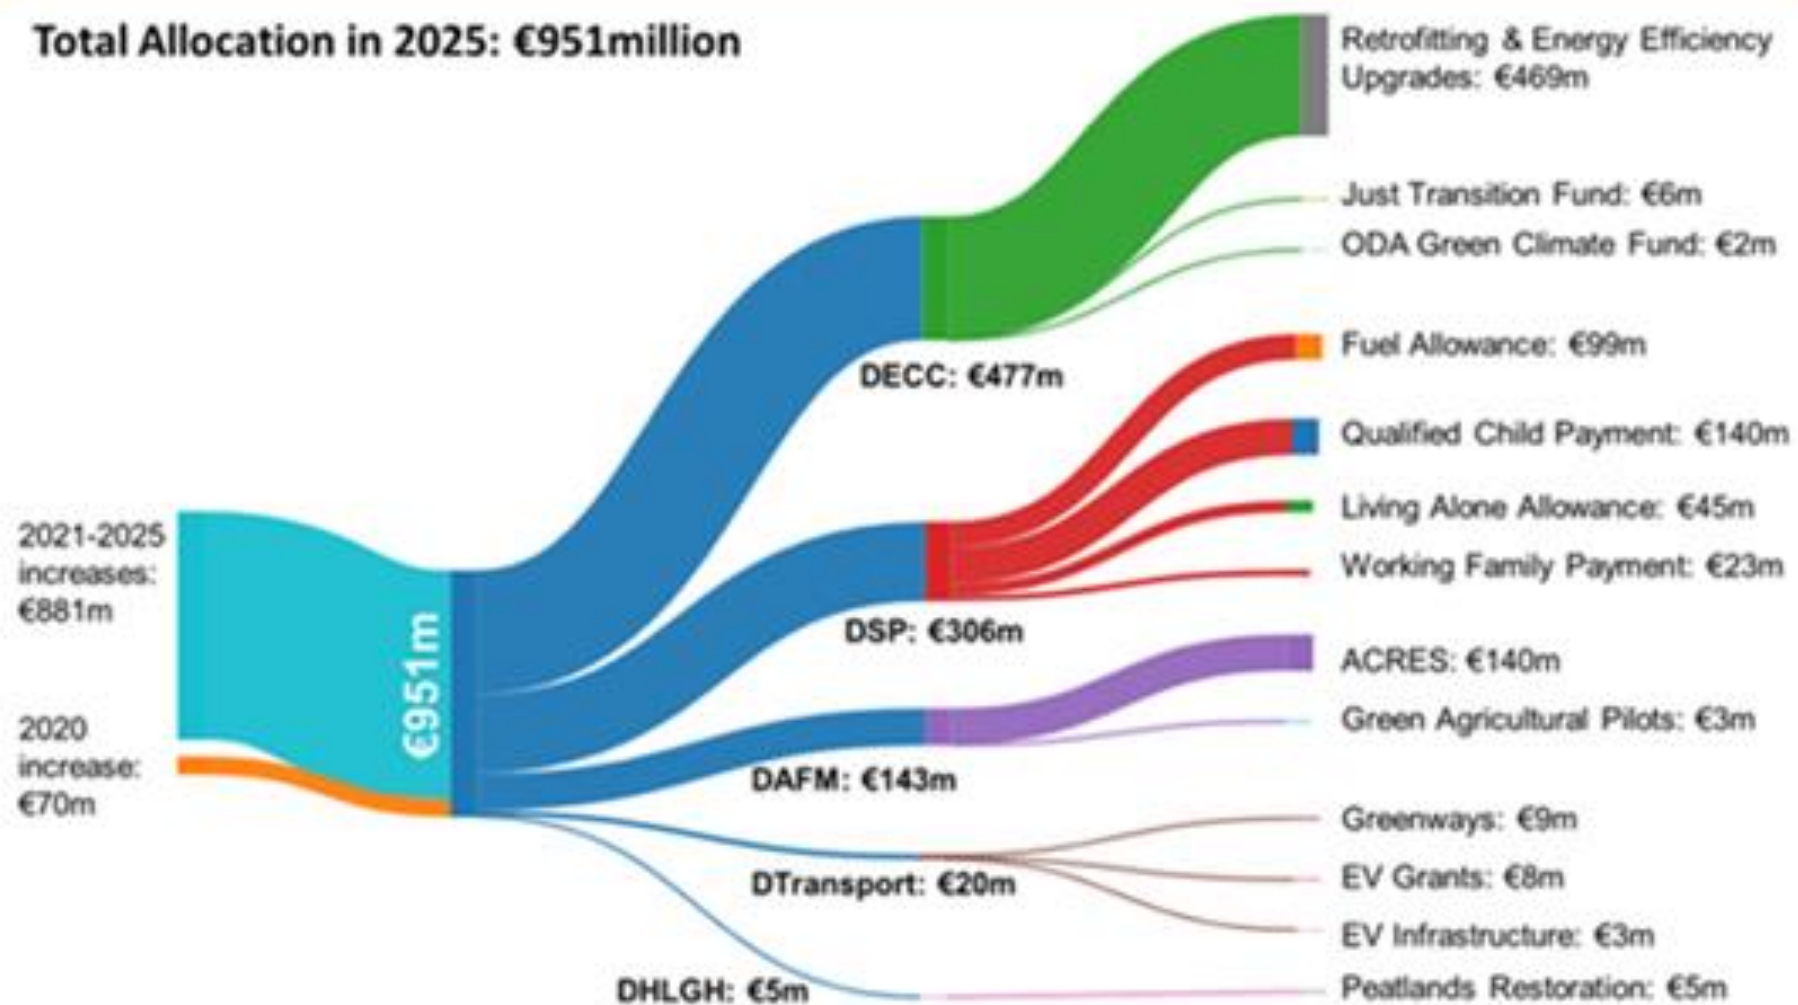 Total Allocation in 2025: €951million
2021-2025
increases:
€881m
2020
increase:
€70m
€951m
DECC: €477m
DSP: €306m
DAFM: €143m
DTransport: €20m
DHLGH: €5m
Retrofitting & Energy Efficiency
Upgrades: €469m
Just Transition Fund: €6m
ODA Green Climate Fund: €2m
Fuel Allowance: €99m
Qualified Child Payment: €140m
Living Alone Allowance: €45m
Working Family Payment: €23m
ACRES: €140m
Green Agricultural Pilots: €3m
Greenways: €9m
EV Grants: €8m
EV Infrastructure: €3m
Peatlands Restoration: €5m